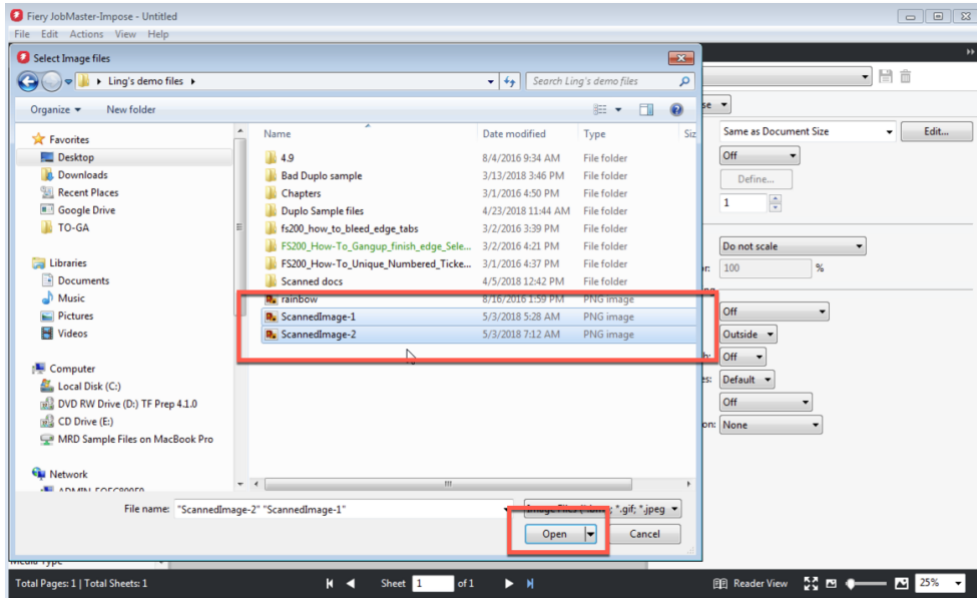 Fiery JobMaster-Impose - Untitled
File Edit Actions View Help
Select Image files
Ling's demo files
Search Ling's demo files
Organize New folder
Favorites
Desktop
Downloads
Recent Places
Google Drive
TO-GA
Libraries
Documents
Music
Pictures
Videos
Computer
Local Disk (C:)
DVD RW Drive (D:) TF Prep 4.1.0
CD Drive (E:)
MRD Sample Files on MacBook Pro
Network
Name Date modified Type Siz
4.9 8/4/2016 9:34 AM File folder
Bad Duplo sample 3/13/2018 3:46 PM File folder
Chapters 3/1/2016 4:50 PM File folder
Duplo Sample files 4/23/2018 11:44 AM File folder
fs200_how_to_bleed_edge_tabs 3/2/2016 3:39 PM File folder
FS200_How-To_Gangup_finish_edge_Sele... 3/2/2016 4:21 PM File folder
FS200_How-To_Unique_Numbered_Ticke... 3/1/2016 4:37 PM File folder
Scanned docs 4/5/2018 12:42 PM File folder
rainbow 8/16/2016 1:59 PM PNG image
ScannedImage-1 5/3/2018 5:28 AM PNG image
ScannedImage-2 5/3/2018 7:12 AM PNG image
File name: "ScannedImage-2" "ScannedImage-1"
; *.gif; *.jpeg
Open Cancel
Same as Document Size Edit...
Off
Define...
1
Do not scale
100 %
Off
Outside
Off
Default
Off
None
Total Pages: 1 | Total Sheets: 1
Sheet 1 of 1
Reader View
25%